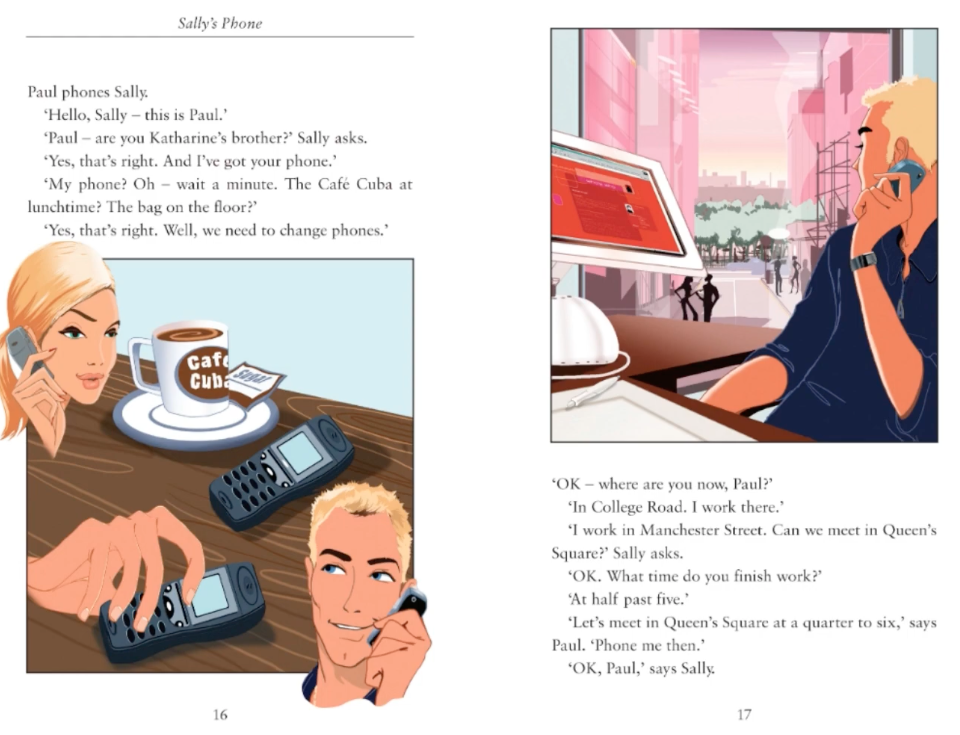 Sally's Phone
Paul phones Sally.
‘Hello, Sally – this is Paul.’
‘Paul – are you Katharine’s brother?’ Sally asks.
‘Yes, that’s right. And I’ve got your phone.’
‘My phone? Oh – wait a minute. The Café Cuba at
lunchtime? The bag on the floor?’
‘Yes, that’s right. Well, we need to change phones.’
Café
Cuba
Sugar
16
‘OK – where are you now, Paul?’
‘In College Road. I work there.’
‘I work in Manchester Street. Can we meet in Queen’s
Square?’ Sally asks.
‘OK. What time do you finish work?’
‘At half past five.’
‘Let’s meet in Queen’s Square at a quarter to six,’ says
Paul. ‘Phone me then.’
‘OK, Paul,’ says Sally.
17